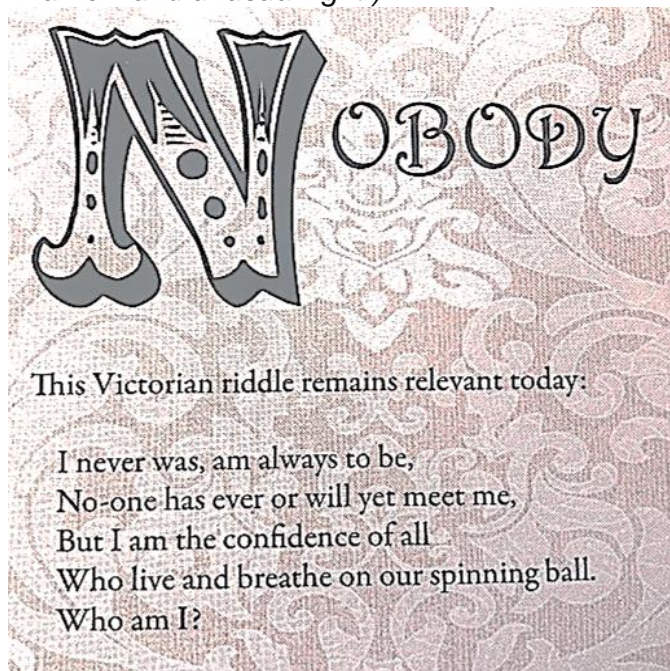 NOBODY
This Victorian riddle remains relevant today:
I never was, am always to be,
No-one has ever or will yet meet me,
But I am the confidence of all
Who live and breathe on our spinning ball.
Who am I?